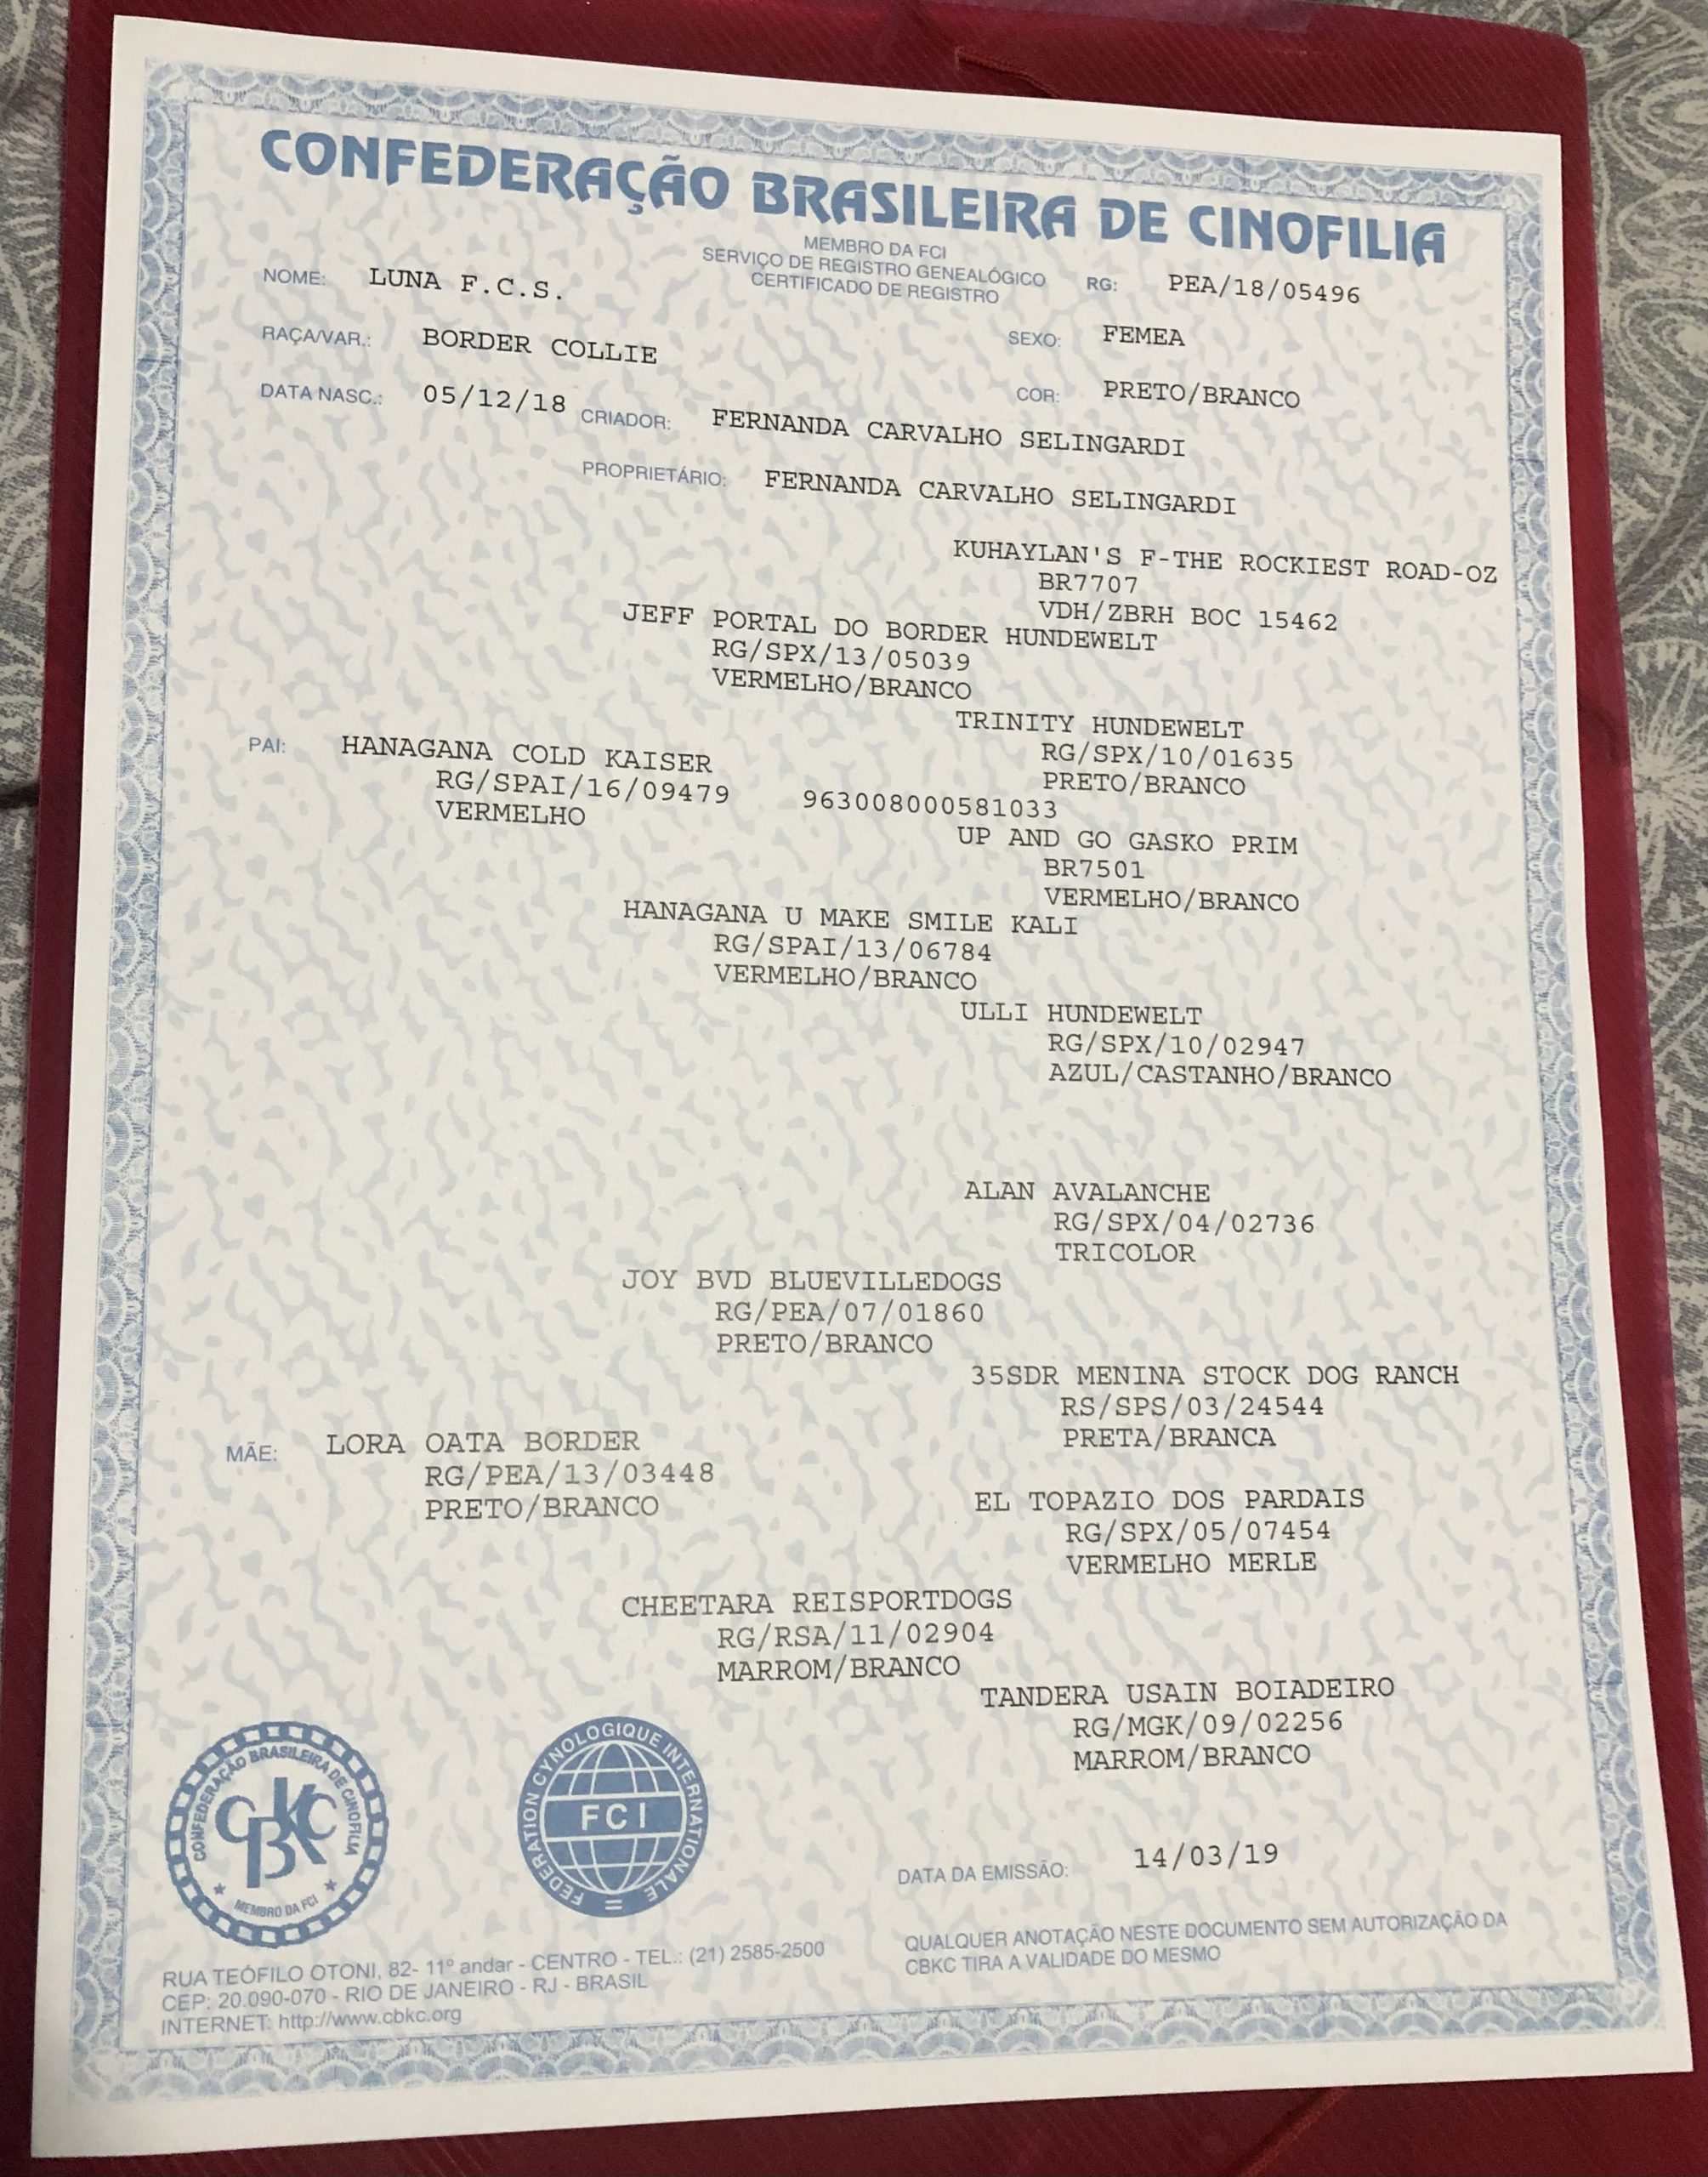 CONFEDERAÇÃO BRASILEIRA DE CINOFILIA
MEMBRO DA FCI
SERVIÇO DE REGISTRO GENEALÓGICO
CERTIFICADO DE REGISTRO
NOME: LUNA F.C.S.
RG: PEA/18/05496
RAÇA/VAR.: BORDER COLLIE
SEXO: FEMEA
DATA NASC.: 05/12/18
COR: PRETO/BRANCO
CRIADOR: FERNANDA CARVALHO SELINGARDI
PROPRIETÁRIO: FERNANDA CARVALHO SELINGARDI
KUHAYLAN'S F-THE ROCKIEST ROAD-OZ
BR7707
VDH/ZBRH BOC 15462
JEFF PORTAL DO BORDER HUNDEWELT
RG/SPX/13/05039
VERMELHO/BRANCO
TRINITY HUNDEWELT
RG/SPX/10/01635
PRETO/BRANCO
PAI: HANAGANA COLD KAISER
RG/SPAI/16/09479 963008000581033
VERMELHO
UP AND GO GASKO PRIM
BR7501
VERMELHO/BRANCO
HANAGANA U MAKE SMILE KALI
RG/SPAI/13/06784
VERMELHO/BRANCO
ULLI HUNDEWELT
RG/SPX/10/02947
AZUL/CASTANHO/BRANCO
ALAN AVALANCHE
RG/SPX/04/02736
TRICOLOR
JOY BVD BLUEVILLEDOGS
RG/PEA/07/01860
PRETO/BRANCO
35SDR MENINA STOCK DOG RANCH
RS/SPS/03/24544
PRETA/BRANCA
MÃE: LORA OATA BORDER
RG/PEA/13/03448
PRETO/BRANCO
EL TOPAZIO DOS PARDAIS
RG/SPX/05/07454
VERMELHO MERLE
CHEETARA REISPORTDOGS
RG/RSA/11/02904
MARROM/BRANCO
TANDERA USAIN BOIADEIRO
RG/MGK/09/02256
MARROM/BRANCO
CONFEDERAÇÃO BRASILEIRA DE CINOFILIA
CBKC
MEMBRO DA FCI
FEDERATION CYNOLOGIQUE INTERNATIONALE
FCI
DATA DA EMISSÃO: 14/03/19
QUALQUER ANOTAÇÃO NESTE DOCUMENTO SEM AUTORIZAÇÃO DA
CBKC TIRA A VALIDADE DO MESMO
RUA TEÓFILO OTONI, 82- 11º andar - CENTRO - TEL.: (21) 2585-2500
CEP: 20.090-070 - RIO DE JANEIRO - RJ - BRASIL
INTERNET: http://www.cbkc.org